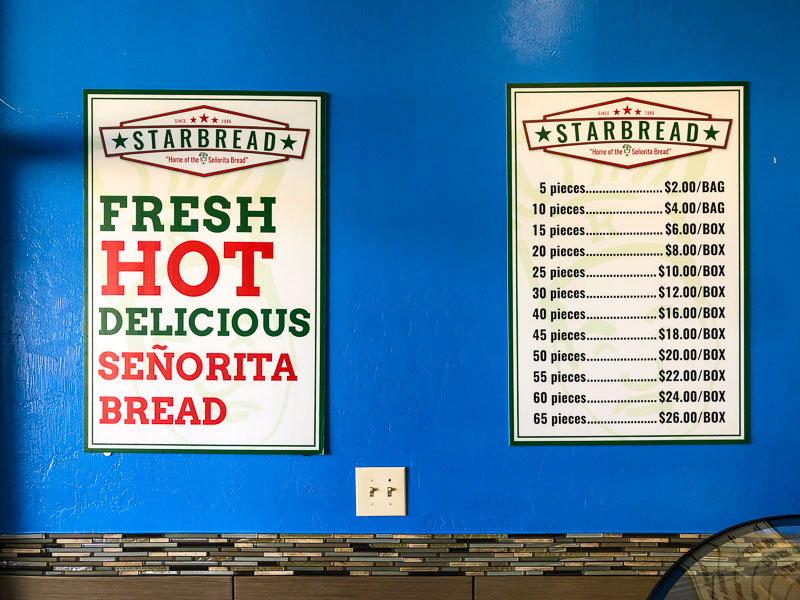 SINCE 1986
STARBREAD
"Home of the Señorita Bread"
FRESH
HOT
DELICIOUS
SEÑORITA
BREAD
SINCE 1986
STARBREAD
"Home of the Señorita Bread"
5 pieces........................$2.00/BAG
10 pieces........................$4.00/BAG
15 pieces........................$6.00/BOX
20 pieces........................$8.00/BOX
25 pieces......................$10.00/BOX
30 pieces......................$12.00/BOX
40 pieces......................$16.00/BOX
45 pieces......................$18.00/BOX
50 pieces......................$20.00/BOX
55 pieces......................$22.00/BOX
60 pieces......................$24.00/BOX
65 pieces......................$26.00/BOX